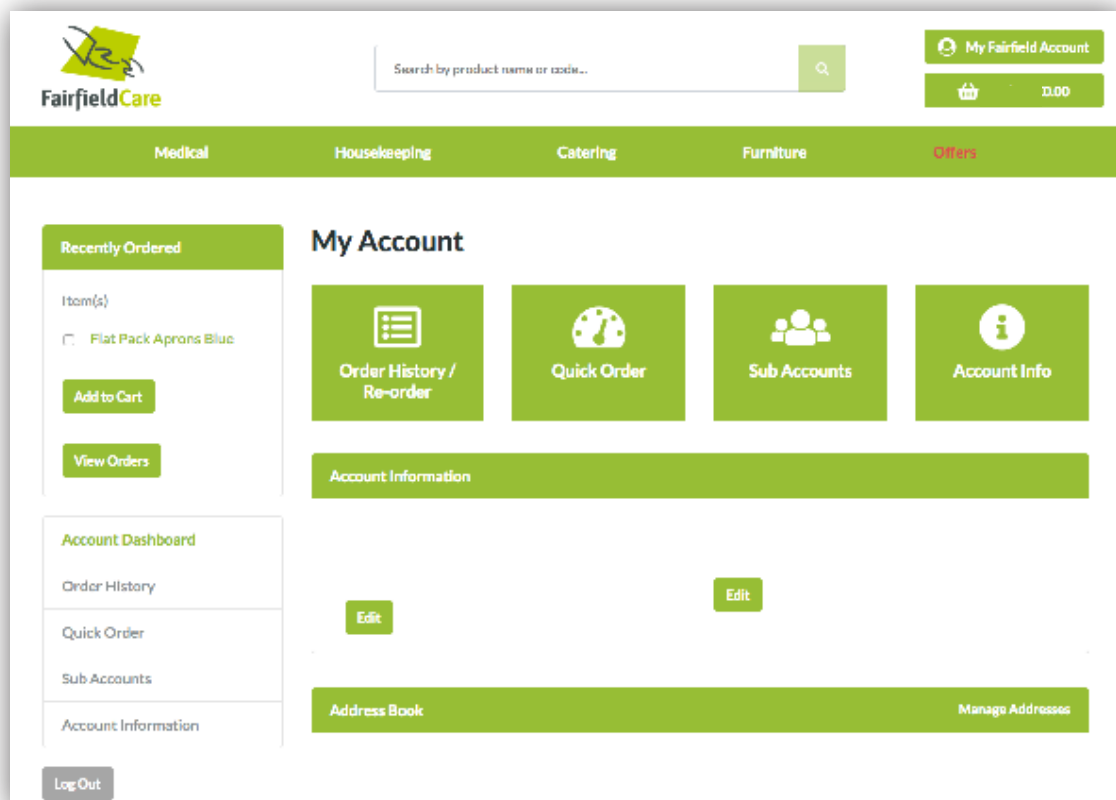 My Fairfield Account
Search by product name or code...
FairfieldCare
Medical
Housekeeping
Catering
Furniture
Offers
Recently Ordered
Item(s)
Flat Pack Aprons Blue
Add to Cart
View Orders
My Account
Order History /
Re-order
Quick Order
Sub Accounts
Account Info
Account Information
Edit
Edit
Account Dashboard
Order History
Quick Order
Sub Accounts
Account Information
Address Book
Manage Addresses
Log Out